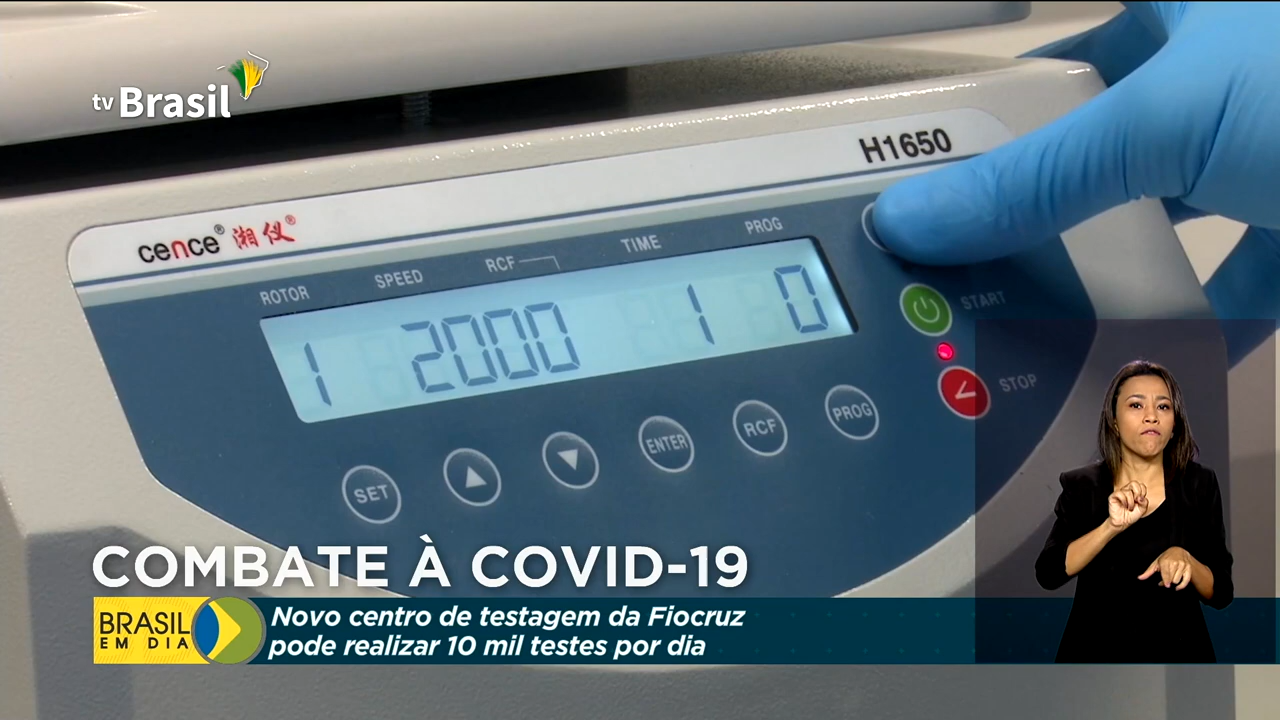 tv Brasil
H1650
cence® 湘仪®
ROTOR SPEED RCF TIME PROG
1 2000 1 0
START
STOP
SET ENTER RCF PROG
COMBATE À COVID-19
BRASIL EM DIA
Novo centro de testagem da Fiocruz
pode realizar 10 mil testes por dia